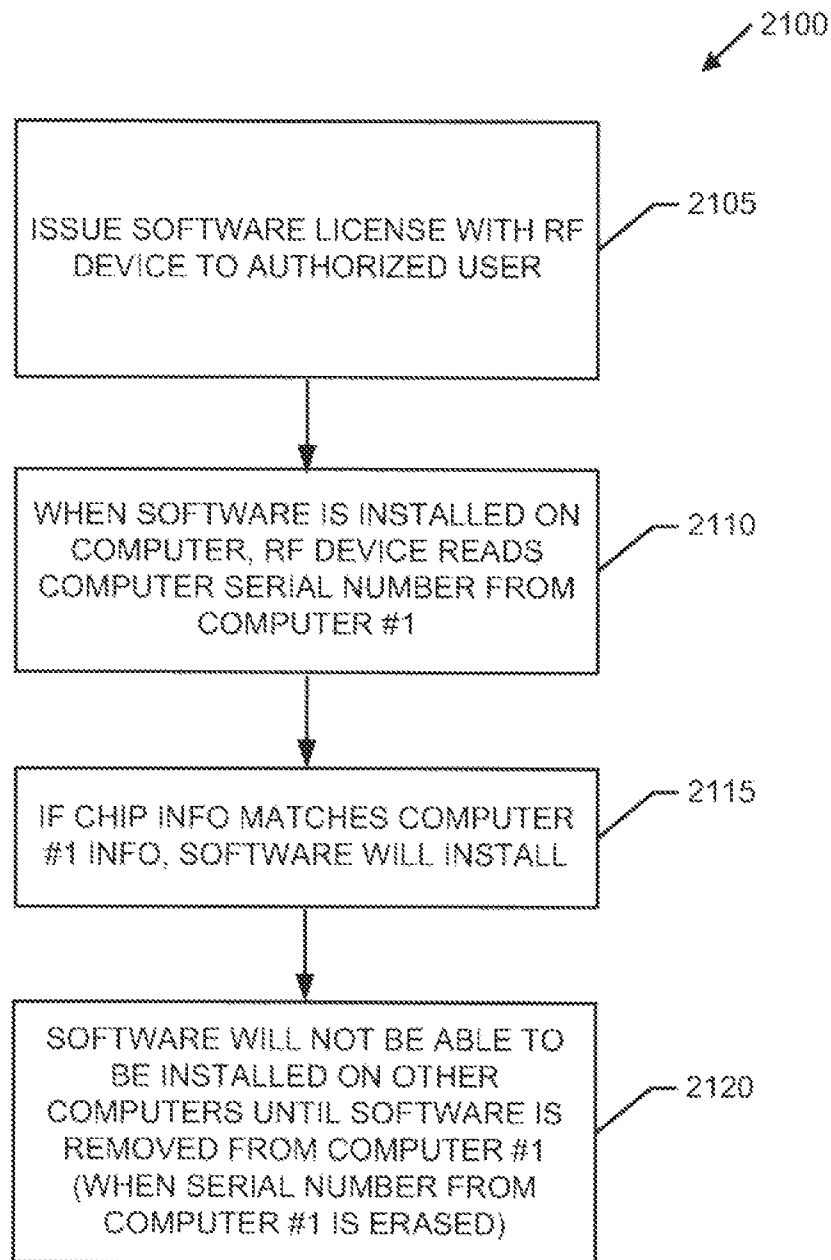 2100
ISSUE SOFTWARE LICENSE WITH RF
DEVICE TO AUTHORIZED USER
2105
WHEN SOFTWARE IS INSTALLED ON
COMPUTER, RF DEVICE READS
COMPUTER SERIAL NUMBER FROM
COMPUTER #1
2110
IF CHIP INFO MATCHES COMPUTER
#1 INFO, SOFTWARE WILL INSTALL
2115
SOFTWARE WILL NOT BE ABLE TO
BE INSTALLED ON OTHER
COMPUTERS UNTIL SOFTWARE IS
REMOVED FROM COMPUTER #1
(WHEN SERIAL NUMBER FROM
COMPUTER #1 IS ERASED)
2120